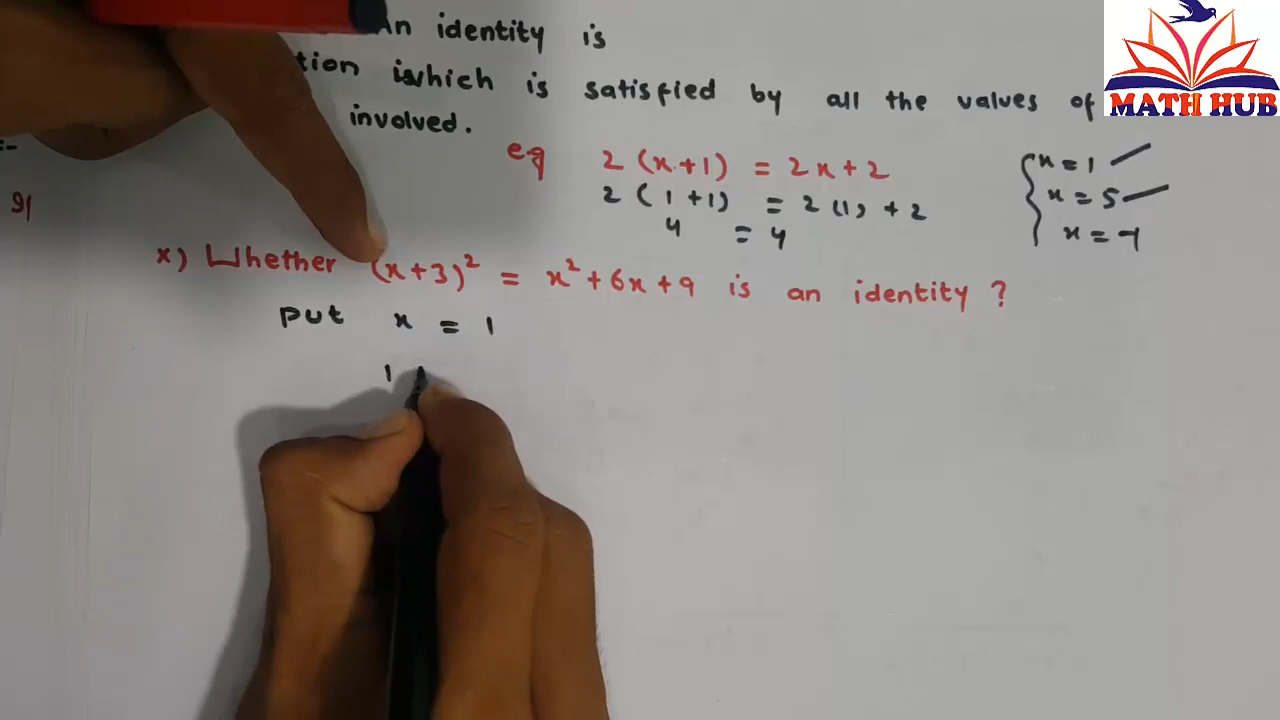 An identity is
tion which is satisfied by all the values of
involved.
:-
eg 2(x+1) = 2x+2
2(1+1) = 2(1)+2
4 = 4
x=1
x=5
x=-7
9/
x) Whether (x+3)² = x²+6x+9 is an identity?
put x = 1
1
MATH HUB